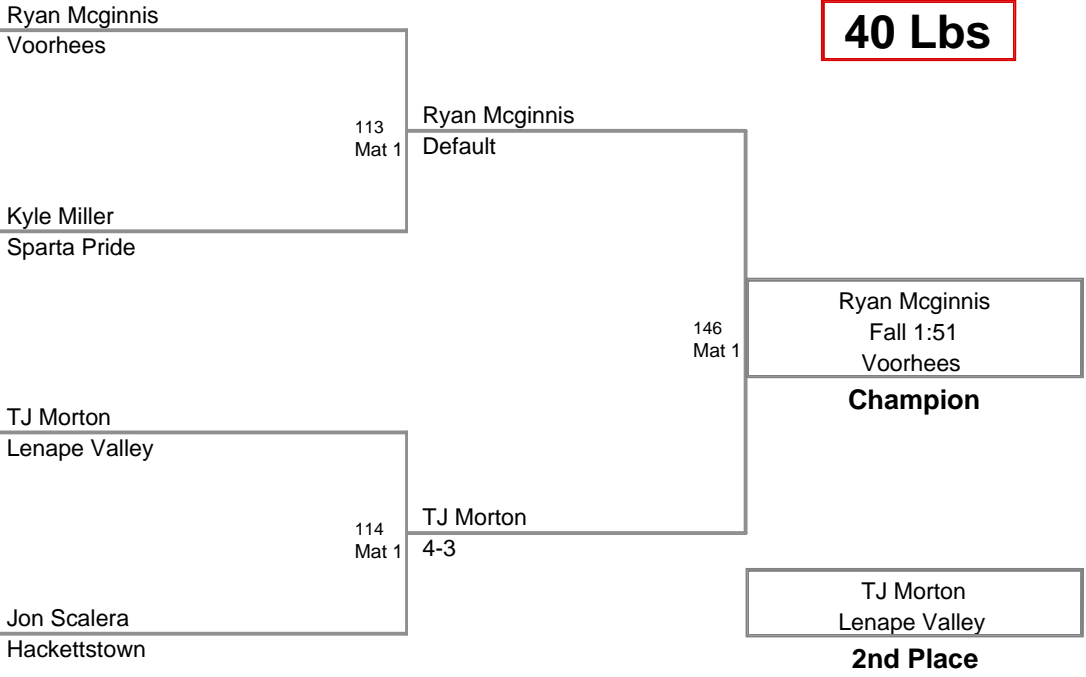 Ryan Mcginnis
Voorhees
40 Lbs
113
Mat 1
Ryan Mcginnis
Default
Kyle Miller
Sparta Pride
146
Mat 1
Ryan Mcginnis
Fall 1:51
Voorhees
Champion
TJ Morton
Lenape Valley
114
Mat 1
TJ Morton
4-3
Jon Scalera
Hackettstown
TJ Morton
Lenape Valley
2nd Place